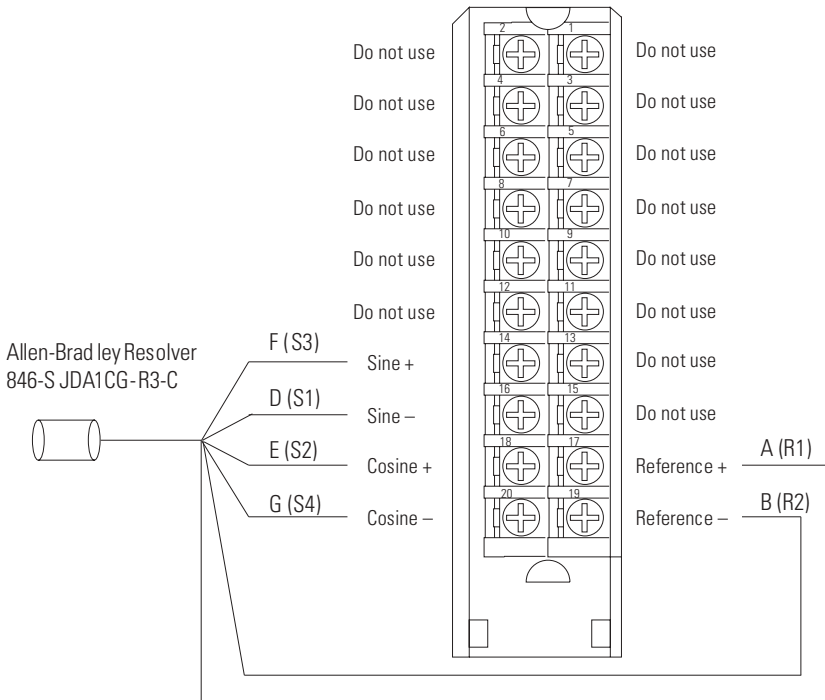 2 1
Do not use Do not use
4 3
Do not use Do not use
6 5
Do not use Do not use
8 7
Do not use Do not use
10 9
Do not use Do not use
12 11
Do not use Do not use
14 13
Allen-Bradley Resolver
846-SJDA1CG-R3-C
F (S3) Sine + Do not use
16 15
D (S1) Sine – Do not use
18 17
E (S2) Cosine + Reference + A (R1)
20 19
G (S4) Cosine – Reference – B (R2)